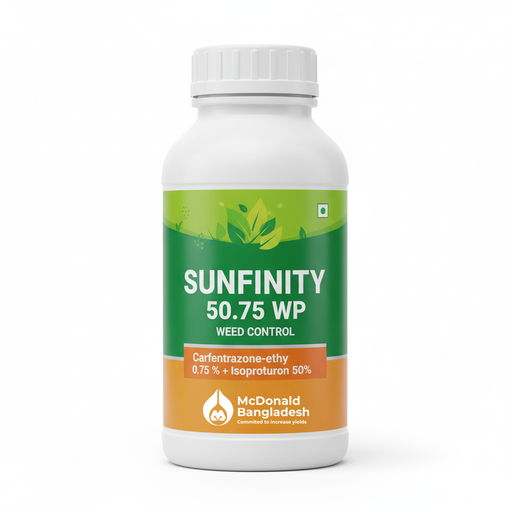 SUNFINITY
50.75 WP
WEED CONTROL
Carfentrazone-ethy
0.75 % + Isoproturon 50%
McDonald
Bangladesh
Commited to increase yields